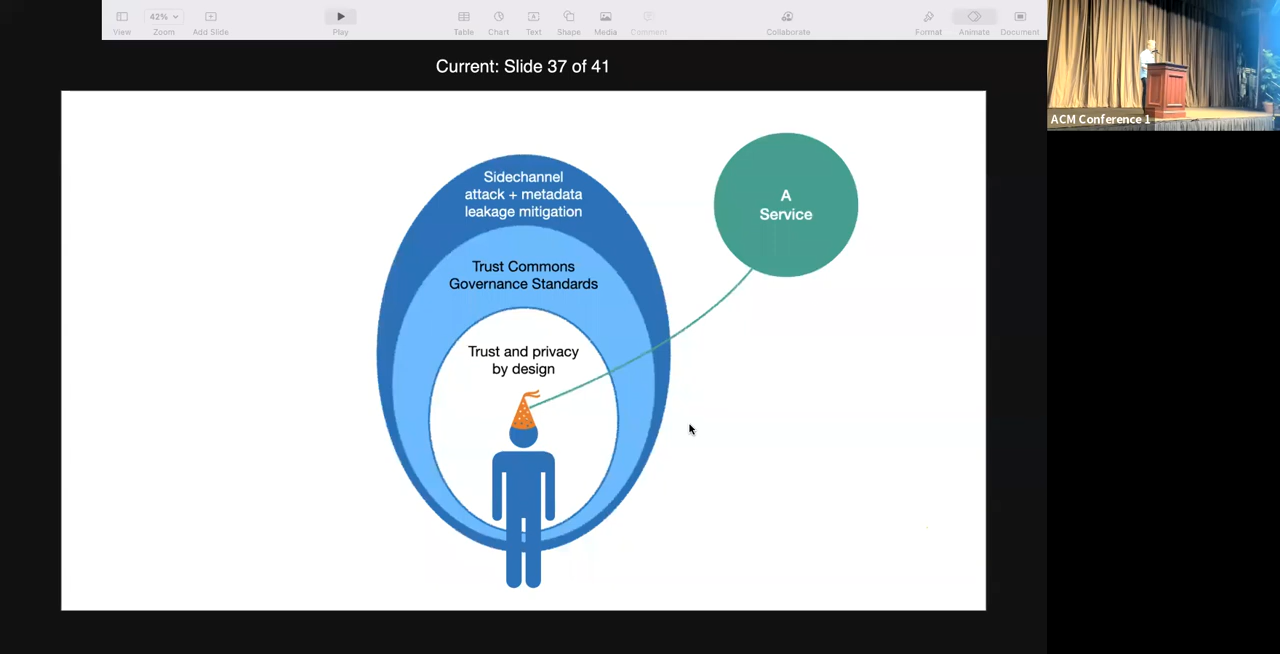 42%
View
Zoom
Add Slide
Play
Table
Chart
Text
Shape
Media
Comment
Collaborate
Format
Animate
Document
Current: Slide 37 of 41
ACM Conference 1
Sidechannel
attack + metadata
leakage mitigation
A
Service
Trust Commons
Governance Standards
Trust and privacy
by design